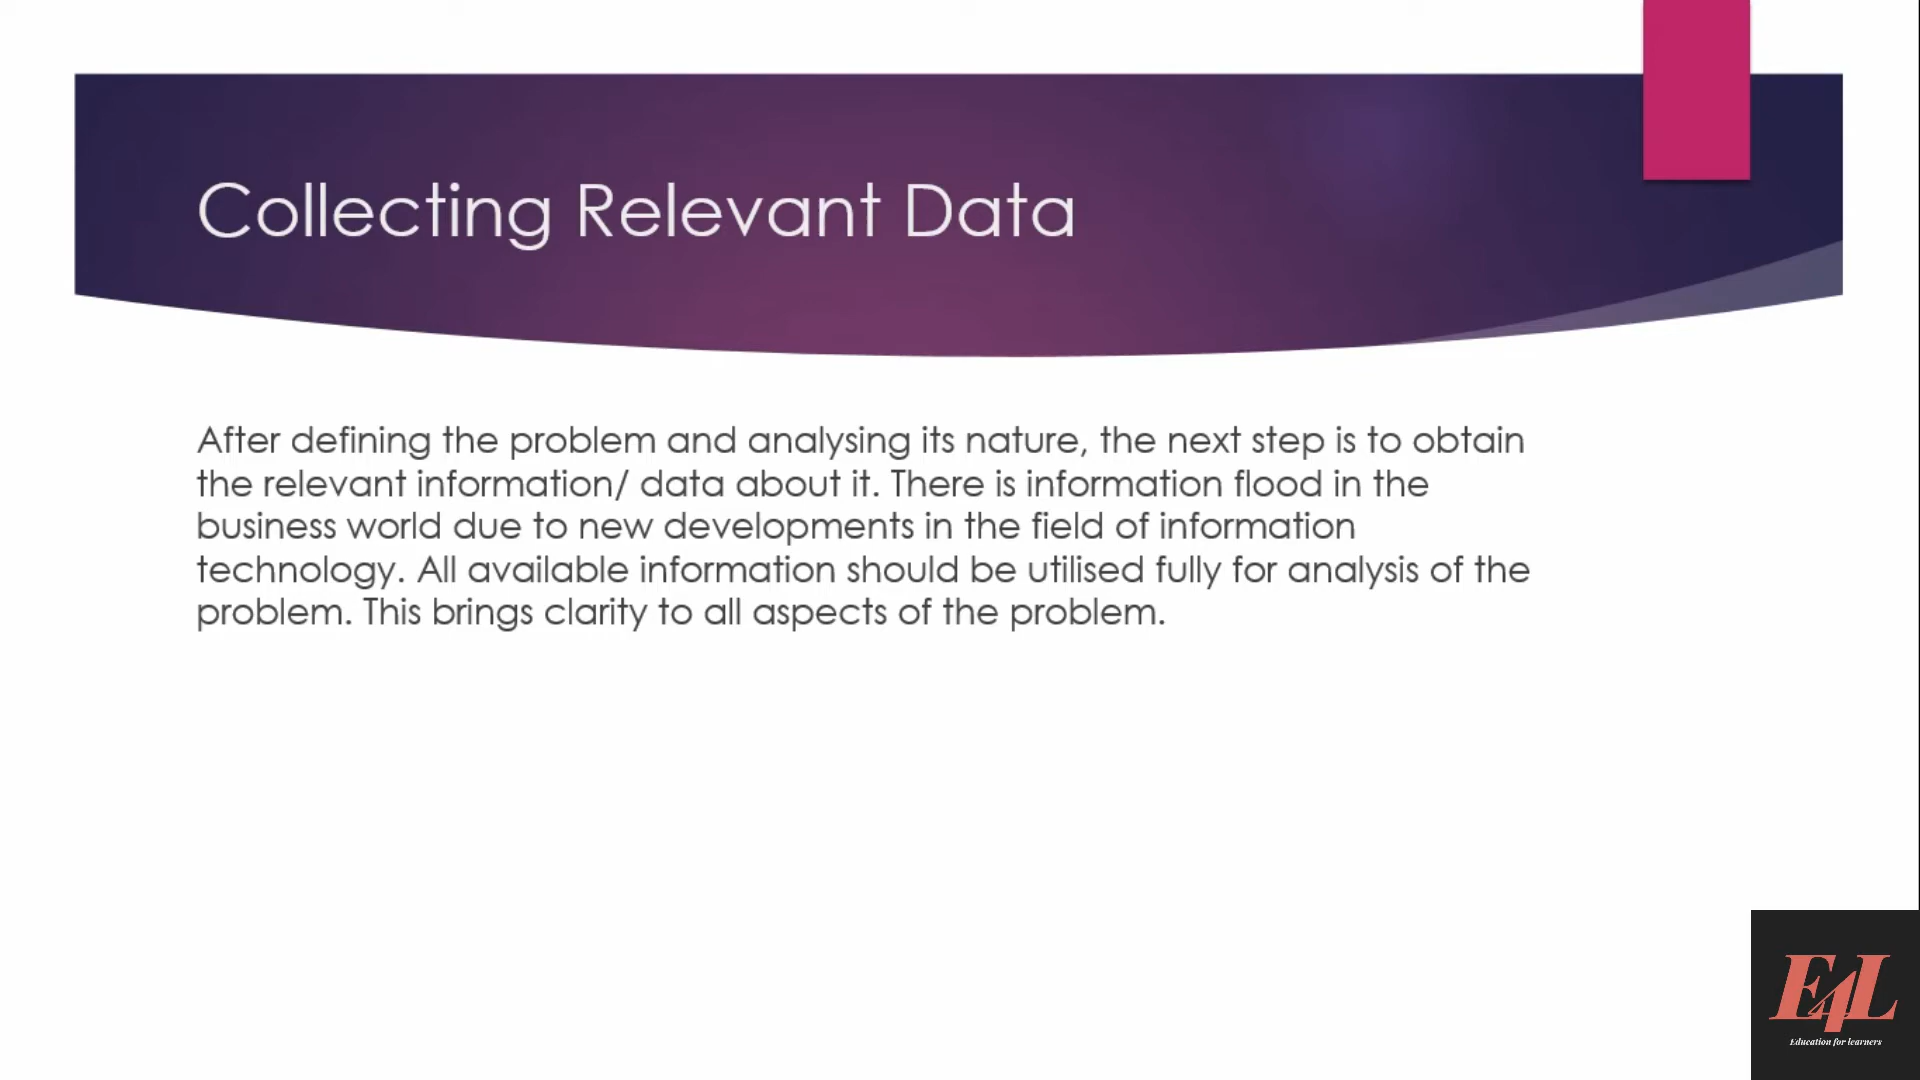 Collecting Relevant Data
After defining the problem and analysing its nature, the next step is to obtain
the relevant information/ data about it. There is information flood in the
business world due to new developments in the field of information
technology. All available information should be utilised fully for analysis of the
problem. This brings clarity to all aspects of the problem.
E4L
Education for learners